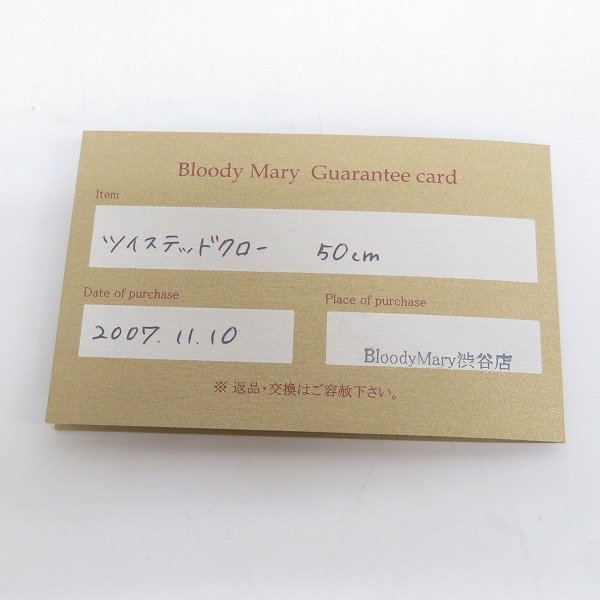 Bloody Mary Guarantee card
Item
ツイステッドクロー 50cm
Date of purchase
Place of purchase
2007.11.10
BloodyMary渋谷店
※ 返品・交換はご容赦下さい。